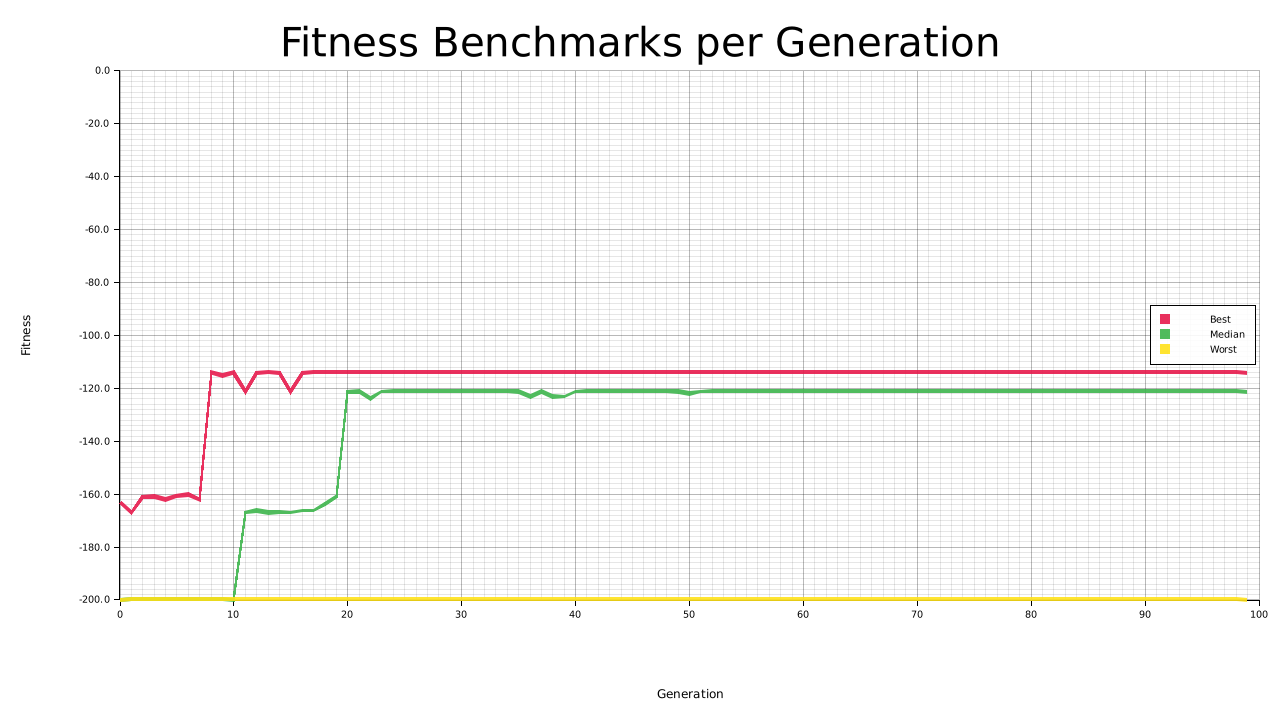 Fitness Benchmarks per Generation
0.0
-20.0
-40.0
-60.0
-80.0
-100.0
-120.0
-140.0
-160.0
-180.0
-200.0
Fitness
Best
Median
Worst
0 10 20 30 40 50 60 70 80 90 100
Generation